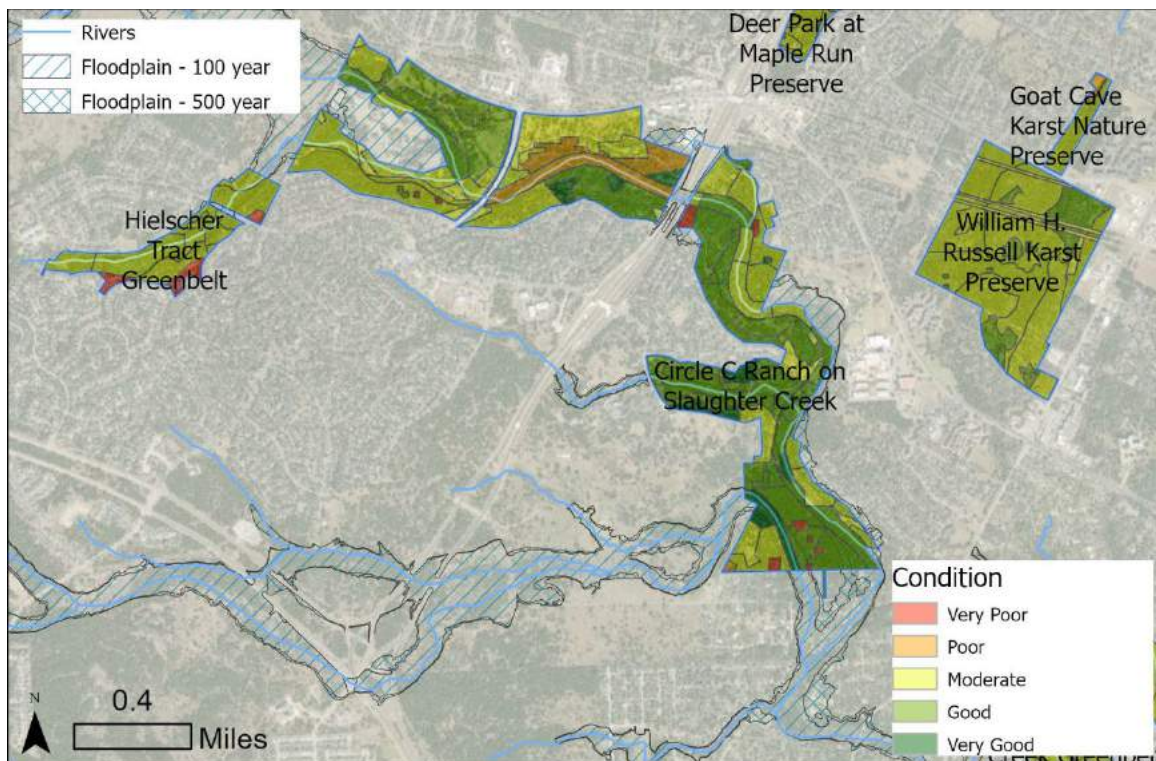 Rivers
Floodplain - 100 year
Floodplain - 500 year
Deer Park at
Maple Run
Preserve
Goat Cave
Karst Nature
Preserve
Hielscher
Tract
Greenbelt
William H.
Russell Karst
Preserve
Circle C Ranch on
Slaughter Creek
Condition
Very Poor
Poor
Moderate
Good
Very Good
N
0.4
Miles